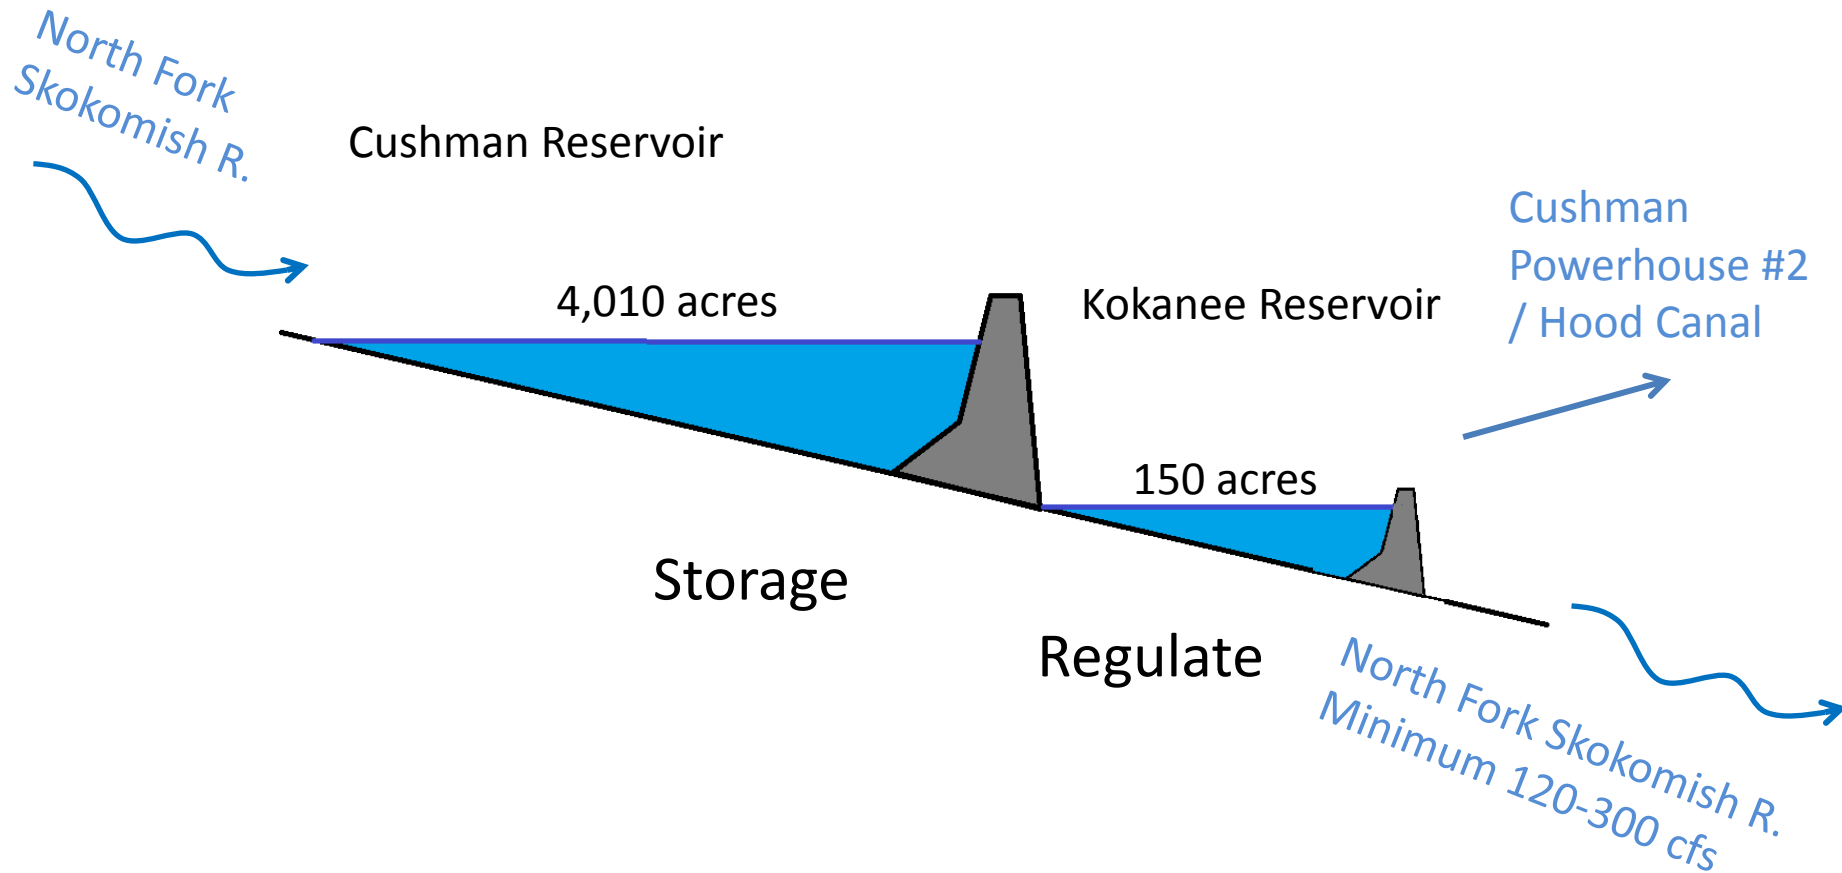 North Fork
Skokomish R.
Cushman Reservoir
4,010 acres
Kokanee Reservoir
Cushman
Powerhouse #2
/ Hood Canal
150 acres
Storage
Regulate
North Fork Skokomish R.
Minimum 120-300 cfs